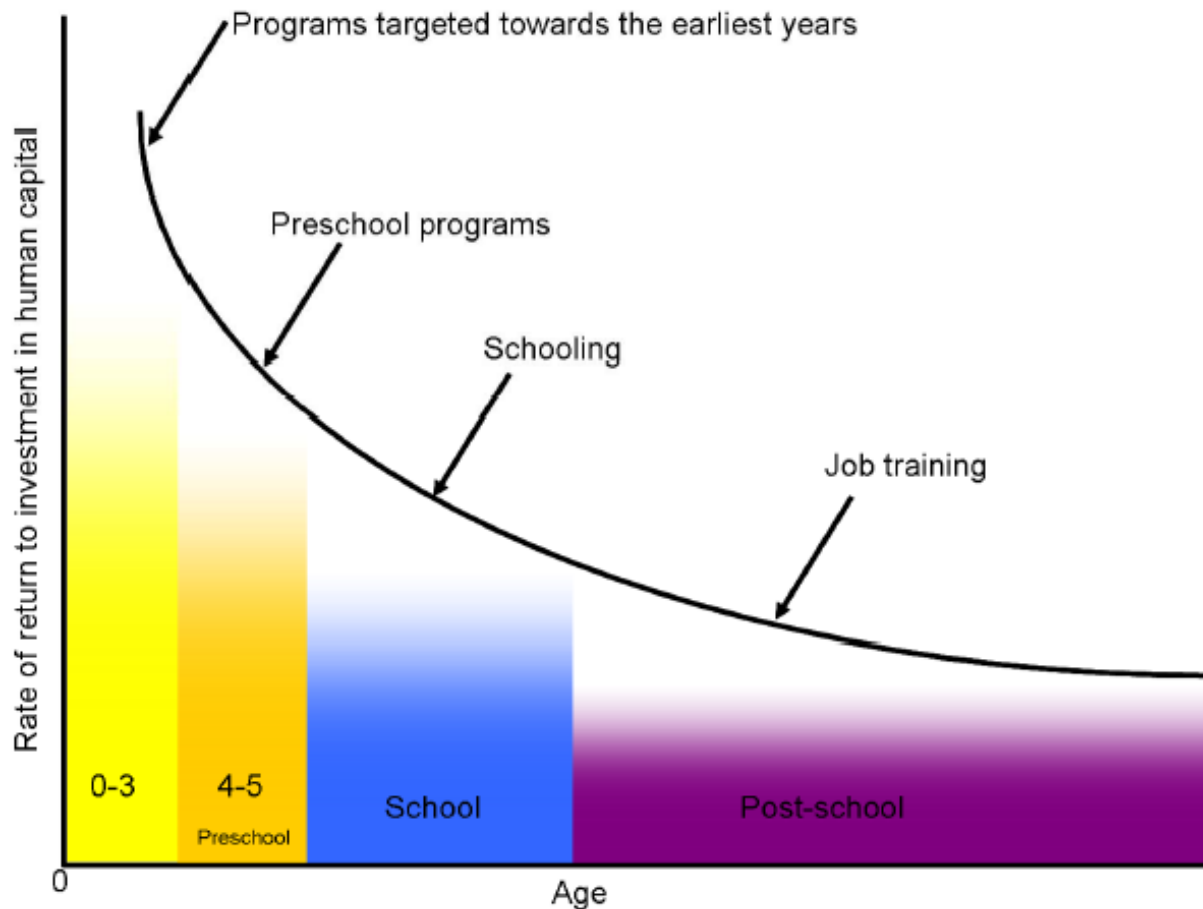 Programs targeted towards the earliest years
Preschool programs
Schooling
Job training
Rate of return to investment in human capital
0-3
4-5
Preschool
School
Post-school
0
Age